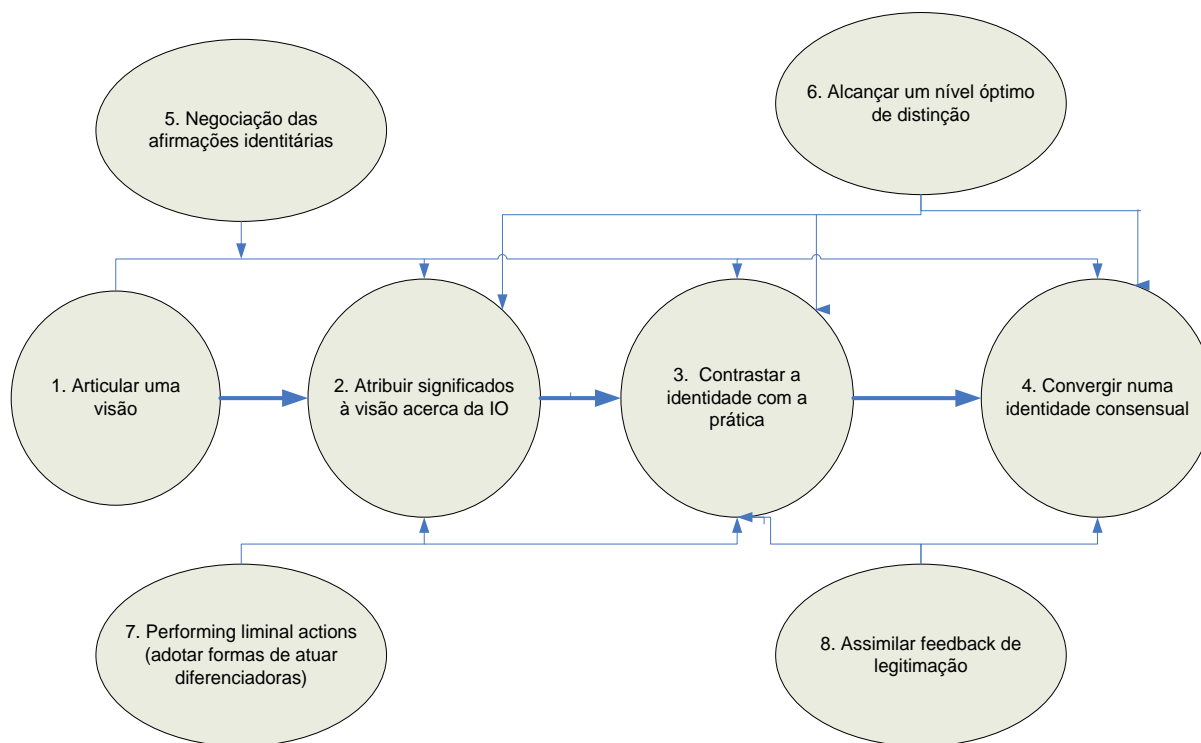 5. Negociação das
afirmações identitárias
6. Alcançar um nível óptimo
de distinção
1. Articular uma
visão
2. Atribuir significados
à visão acerca da IO
3. Contrastar a
identidade com a
prática
4. Convergir numa
identidade consensual
7. Performing liminal actions
(adotar formas de atuar
diferenciadoras)
8. Assimilar feedback de
legitimação